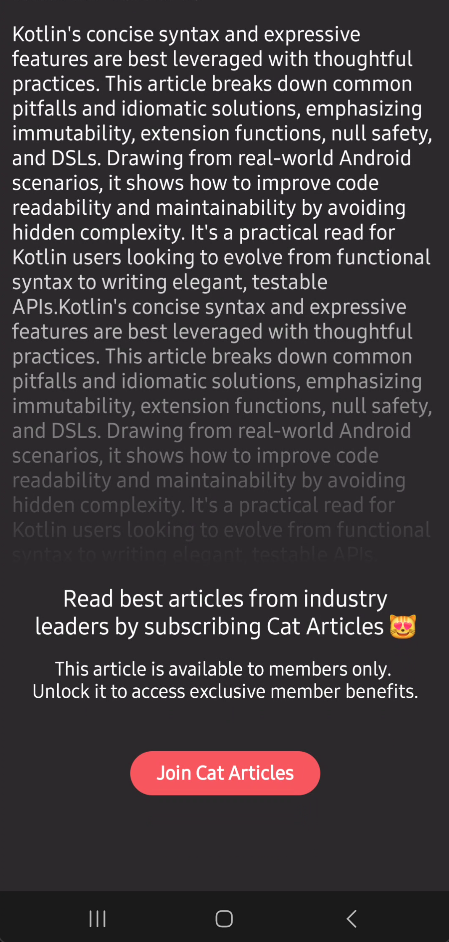 Kotlin's concise syntax and expressive
features are best leveraged with thoughtful
practices. This article breaks down common
pitfalls and idiomatic solutions, emphasizing
immutability, extension functions, null safety,
and DSLs. Drawing from real-world Android
scenarios, it shows how to improve code
readability and maintainability by avoiding
hidden complexity. It's a practical read for
Kotlin users looking to evolve from functional
syntax to writing elegant, testable
APIs.Kotlin's concise syntax and expressive
features are best leveraged with thoughtful
practices. This article breaks down common
pitfalls and idiomatic solutions, emphasizing
immutability, extension functions, null safety,
and DSLs. Drawing from real-world Android
scenarios, it shows how to improve code
readability and maintainability by avoiding
hidden complexity. It's a practical read for
Kotlin users looking to evolve from functional
syntax to writing elegant, testable APIs.
Read best articles from industry
leaders by subscribing Cat Articles 😻
This article is available to members only.
Unlock it to access exclusive member benefits.
Join Cat Articles